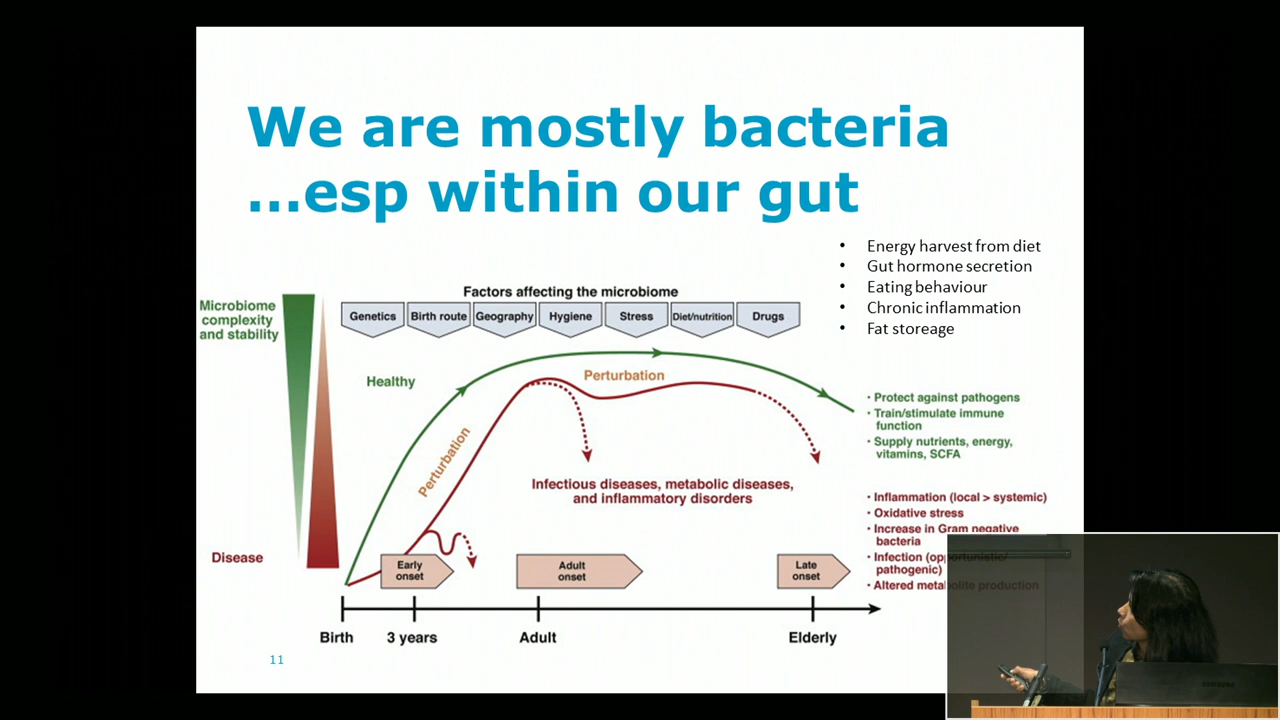 We are mostly bacteria
...esp within our gut
• Energy harvest from diet
• Gut hormone secretion
• Eating behaviour
• Chronic inflammation
• Fat storeage
Factors affecting the microbiome
Genetics
Birth route
Geography
Hygiene
Stress
Diet/nutrition
Drugs
Microbiome
complexity
and stability
Healthy
Perturbation
Perturbation
• Protect against pathogens
• Train/stimulate immune
function
• Supply nutrients, energy,
vitamins, SCFA
Infectious diseases, metabolic diseases,
and inflammatory disorders
• Inflammation (local > systemic)
• Oxidative stress
• Increase in Gram negative
bacteria
• Infection (opportunistic/
pathogenic)
• Altered metabolite production
Disease
Early
onset
Adult
onset
Late
onset
Birth
3 years
Adult
Elderly
11
SAMSUNG